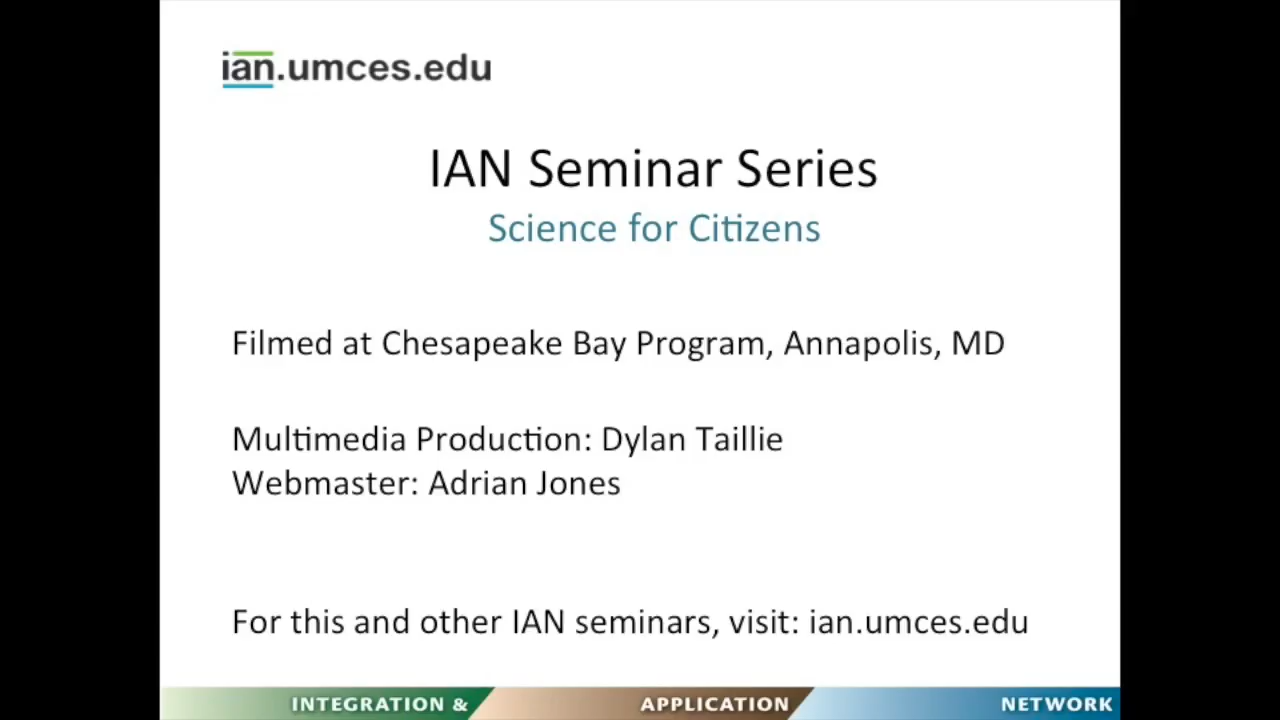 ian.umces.edu
IAN Seminar Series
Science for Citizens
Filmed at Chesapeake Bay Program, Annapolis, MD
Multimedia Production: Dylan Taillie
Webmaster: Adrian Jones
For this and other IAN seminars, visit: ian.umces.edu
INTEGRATION & APPLICATION NETWORK